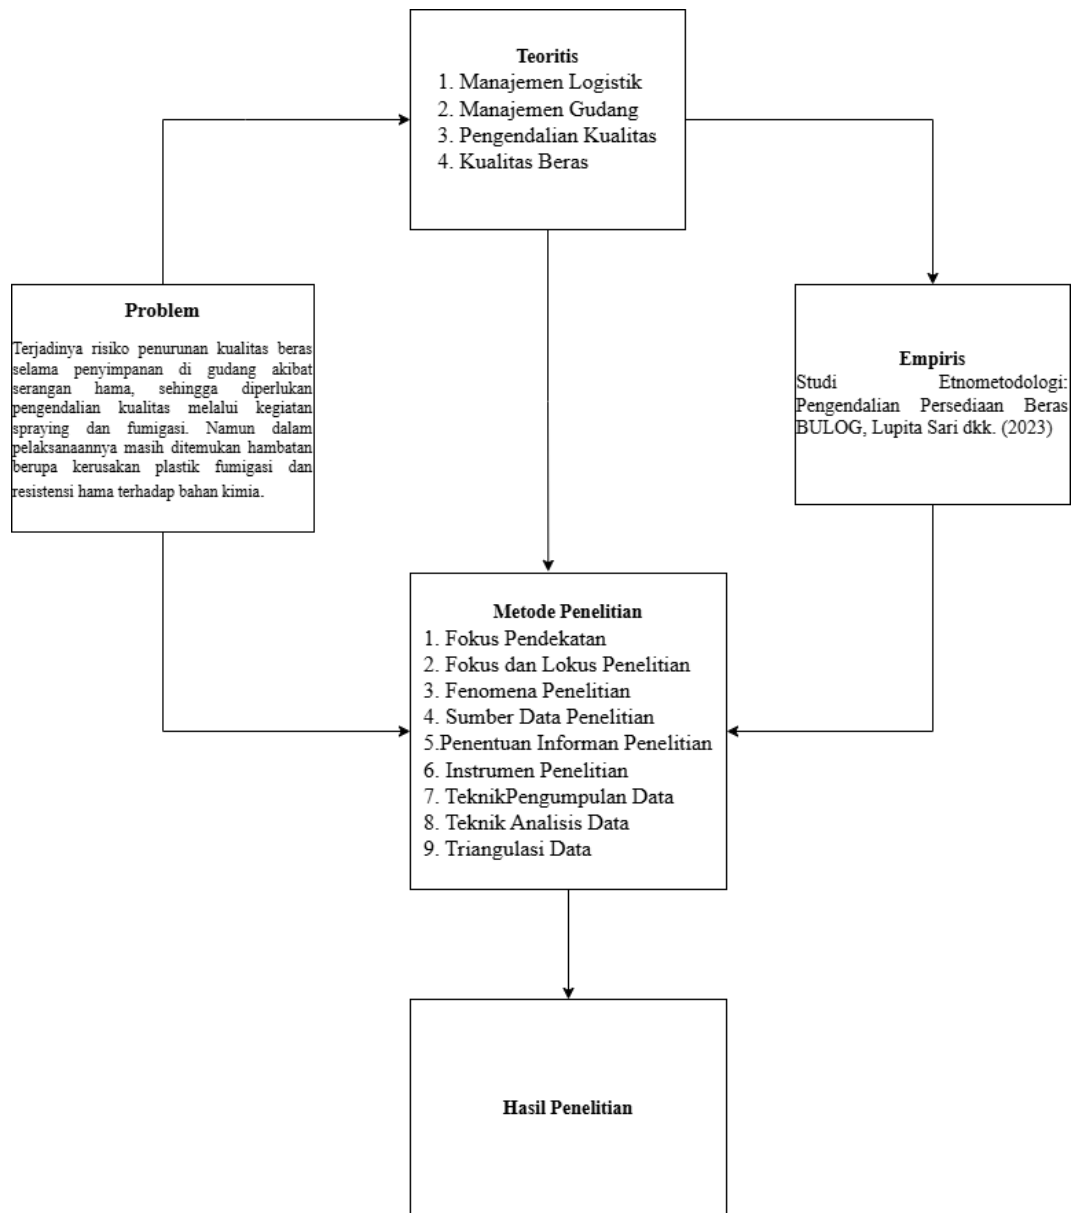 Teoritis
1. Manajemen Logistik
2. Manajemen Gudang
3. Pengendalian Kualitas
4. Kualitas Beras
Problem
Terjadinya risiko penurunan kualitas beras
selama penyimpanan di gudang akibat
serangan hama, sehingga diperlukan
pengendalian kualitas melalui kegiatan
spraying dan fumigasi. Namun dalam
pelaksanaannya masih ditemukan hambatan
berupa kerusakan plastik fumigasi dan
resistensi hama terhadap bahan kimia.
Empiris
Studi Etnometodologi:
Pengendalian Persediaan Beras
BULOG, Lupita Sari dkk. (2023)
Metode Penelitian
1. Fokus Pendekatan
2. Fokus dan Lokus Penelitian
3. Fenomena Penelitian
4. Sumber Data Penelitian
5.Penentuan Informan Penelitian
6. Instrumen Penelitian
7. TeknikPengumpulan Data
8. Teknik Analisis Data
9. Triangulasi Data
Hasil Penelitian